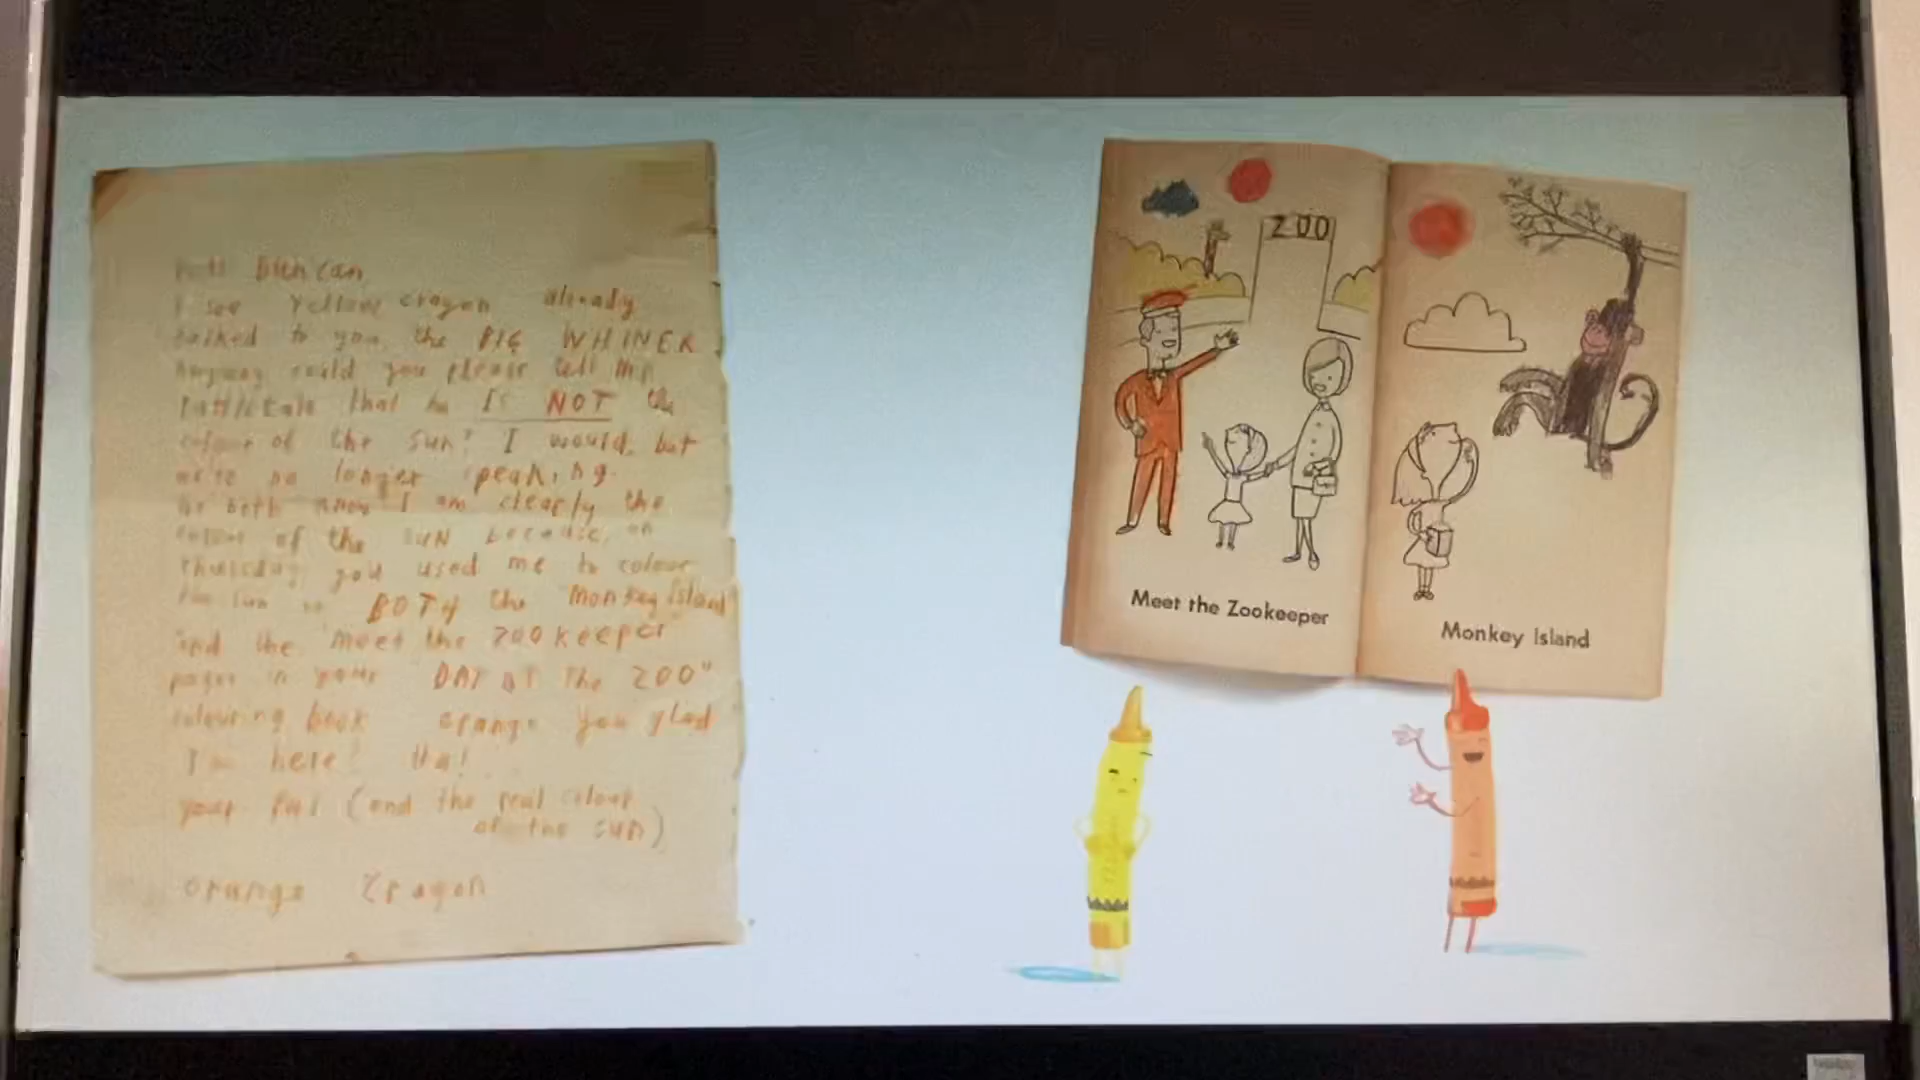 Duncan
I see Yellow crayon already
talked to you, the BIG WHINER
Anyway could you please tell Mr.
Tattletale that he IS NOT the
colour of the sun? I would, but
we're no longer speaking.
We both know I am clearly the
colour of the SUN because, on
Thursday, you used me to colour
the sun on BOTH the "Monkey Island"
and the "Meet the Zookeeper"
pages in your "DAY AT THE ZOO"
colouring book. Orange you glad
I'm here? Ha!
your pal (and the real colour
of the sun)
Orange Crayon
ZOO
Meet the Zookeeper
Monkey Island